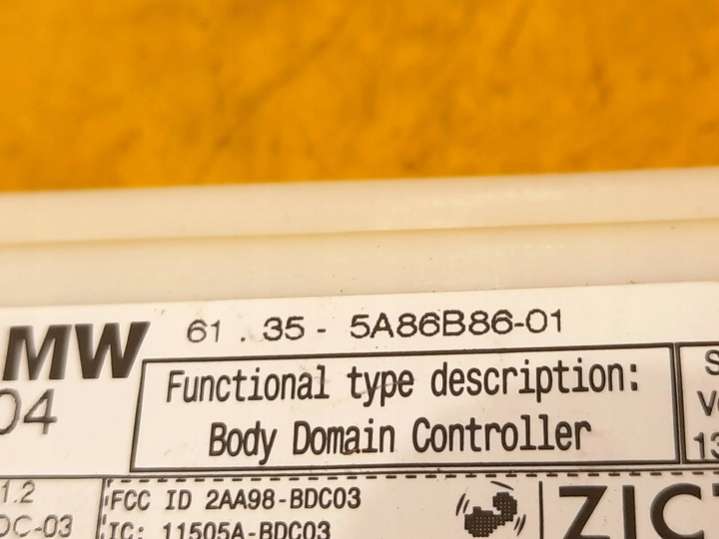 MW 61 . 35 - 5A86B86-01
04
Functional type description:
Body Domain Controller
S
V
13
1.2
DC-03
FCC ID 2AA98-BDC03
IC: 11505A-BDC03
ZICT